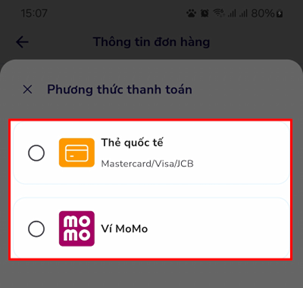 15:07
80%
Thông tin đơn hàng
Phương thức thanh toán
Thẻ quốc tế
Mastercard/Visa/JCB
mo
mo
Ví MoMo